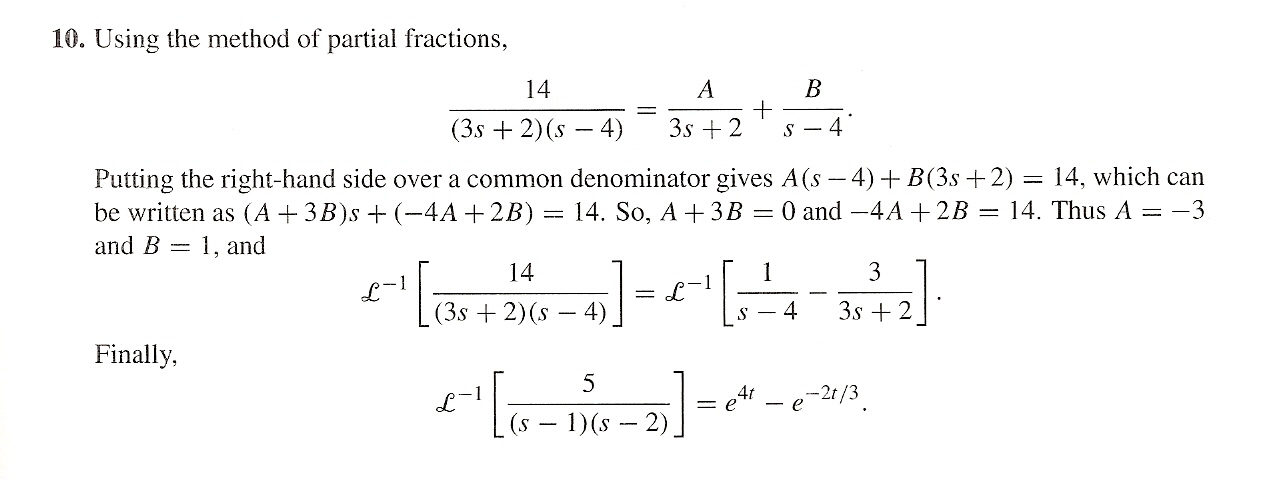 10. Using the method of partial fractions,
14/((3s + 2)(s − 4)) = A/(3s + 2) + B/(s − 4).
Putting the right-hand side over a common denominator gives A(s − 4) + B(3s + 2) = 14, which can
be written as (A + 3B)s + (−4A + 2B) = 14. So, A + 3B = 0 and −4A + 2B = 14. Thus A = −3
and B = 1, and
ℒ⁻¹[14/((3s + 2)(s − 4))] = ℒ⁻¹[1/(s − 4) − 3/(3s + 2)].
Finally,
ℒ⁻¹[5/((s − 1)(s − 2))] = e^{4t} − e^{−2t/3}.